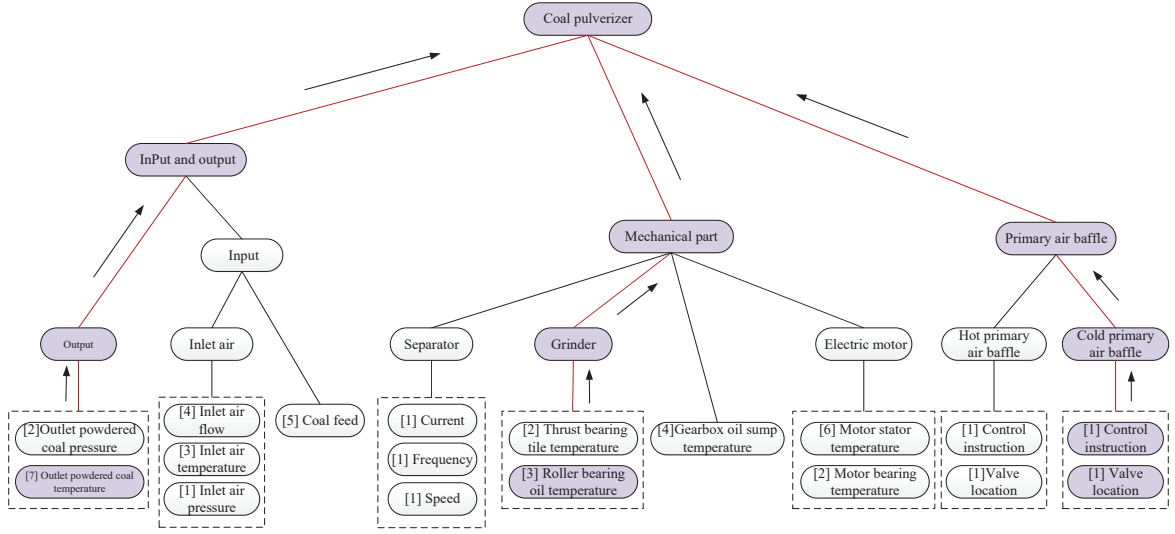 Coal pulverizer
InPut and output
Mechanical part
Primary air baffle
Input
Output
Inlet air
Separator
Grinder
Electric motor
Hot primary
air baffle
Cold primary
air baffle
[2]Outlet powdered
coal pressure
[7] Outlet powdered coal
temperature
[4] Inlet air
flow
[3] Inlet air
temperature
[1] Inlet air
pressure
[5] Coal feed
[1] Current
[1] Frequency
[1] Speed
[2] Thrust bearing
tile temperature
[3] Roller bearing
oil temperature
[4]Gearbox oil sump
temperature
[6] Motor stator
temperature
[2] Motor bearing
temperature
[1] Control
instruction
[1]Valve
location
[1] Control
instruction
[1] Valve
location